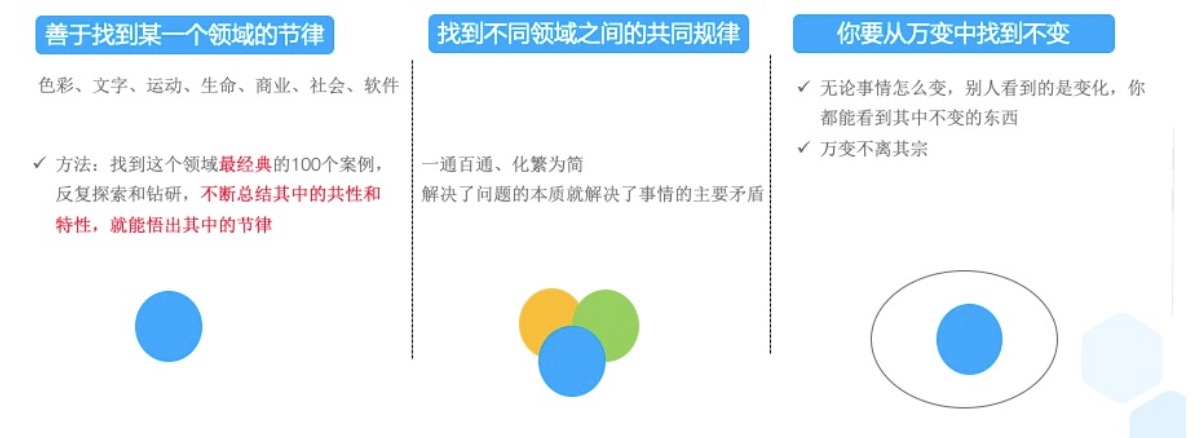 善于找到某一个领域的节律
色彩、文字、运动、生命、商业、社会、软件
✓ 方法：找到这个领域最经典的100个案例，
反复探索和钻研，不断总结其中的共性和
特性，就能悟出其中的节律
找到不同领域之间的共同规律
一通百通、化繁为简
解决了问题的本质就解决了事情的主要矛盾
你要从万变中找到不变
✓ 无论事情怎么变，别人看到的是变化，你
都能看到其中不变的东西
✓ 万变不离其宗